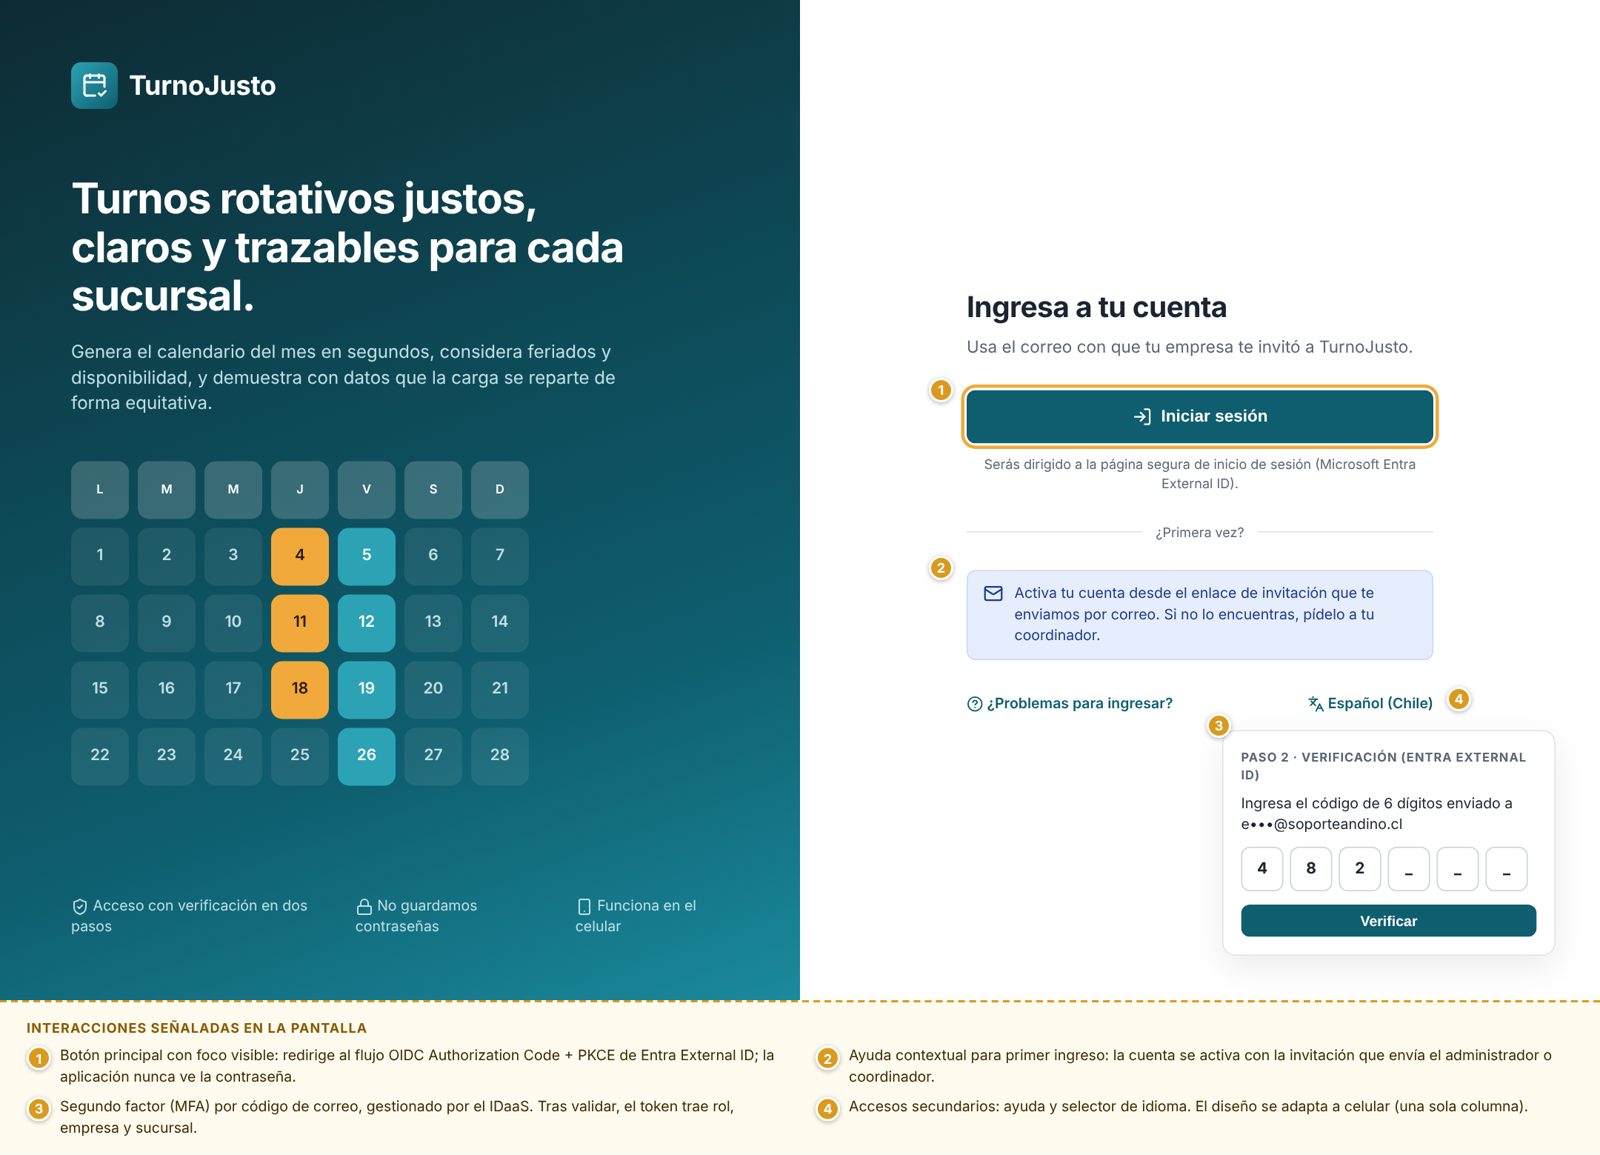 TurnoJusto
Turnos rotativos justos,
claros y trazables para cada
sucursal.
Genera el calendario del mes en segundos, considera feriados y
disponibilidad, y demuestra con datos que la carga se reparte de
forma equitativa.
L M M J V S D
1 2 3 4 5 6 7
8 9 10 11 12 13 14
15 16 17 18 19 20 21
22 23 24 25 26 27 28
Acceso con verificación en dos
pasos
No guardamos
contraseñas
Funciona en el
celular
Ingresa a tu cuenta
Usa el correo con que tu empresa te invitó a TurnoJusto.
1
Iniciar sesión
Serás dirigido a la página segura de inicio de sesión (Microsoft Entra
External ID).
¿Primera vez?
2
Activa tu cuenta desde el enlace de invitación que te
enviamos por correo. Si no lo encuentras, pídelo a tu
coordinador.
¿Problemas para ingresar?
Español (Chile)
4
3
PASO 2 · VERIFICACIÓN (ENTRA EXTERNAL
ID)
Ingresa el código de 6 dígitos enviado a
e•••@soporteandino.cl
4 8 2 _ _ _
Verificar
INTERACCIONES SEÑALADAS EN LA PANTALLA
1 Botón principal con foco visible: redirige al flujo OIDC Authorization Code + PKCE de Entra External ID; la
aplicación nunca ve la contraseña.
2 Ayuda contextual para primer ingreso: la cuenta se activa con la invitación que envía el administrador o
coordinador.
3 Segundo factor (MFA) por código de correo, gestionado por el IDaaS. Tras validar, el token trae rol,
empresa y sucursal.
4 Accesos secundarios: ayuda y selector de idioma. El diseño se adapta a celular (una sola columna).